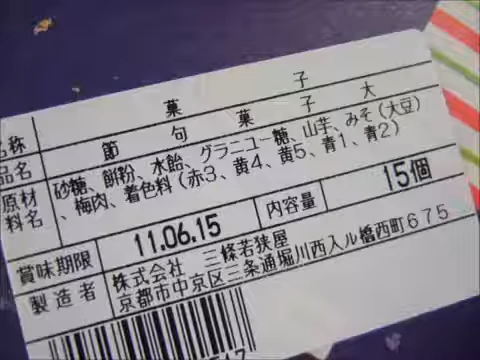 名称 菓子
品名 節句菓子大
原材料名 砂糖、餅粉、水飴、グラニュー糖、山芋、みそ(大豆)
、梅肉、着色料(赤3、黄4、黄5、青1、青2)
賞味期限 11.06.15 内容量 15個
製造者 株式会社 三條若狭屋
京都市中京区三条通堀川西入ル橋西町675